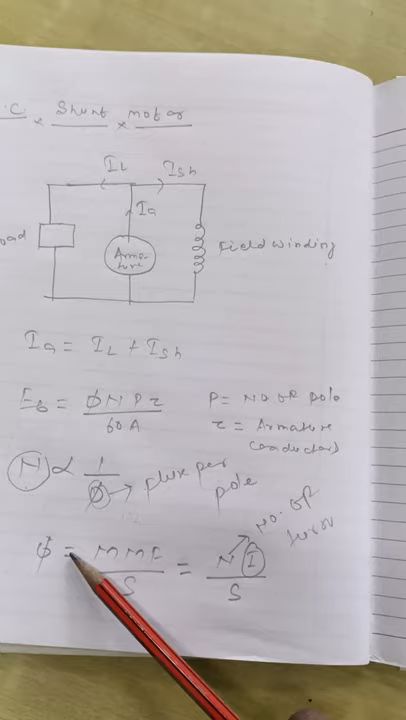 .C. Shunt motor
IL Ish
Ia
oad Arma-
ture Field winding
Ia = IL + Ish
Eb = ϕNPz / 60A P = NO OF pole
z = Armature
conductors
N ∝ 1/ϕ → flux per
pole
ϕ = MMF / S = NI / S NO. OF
turn